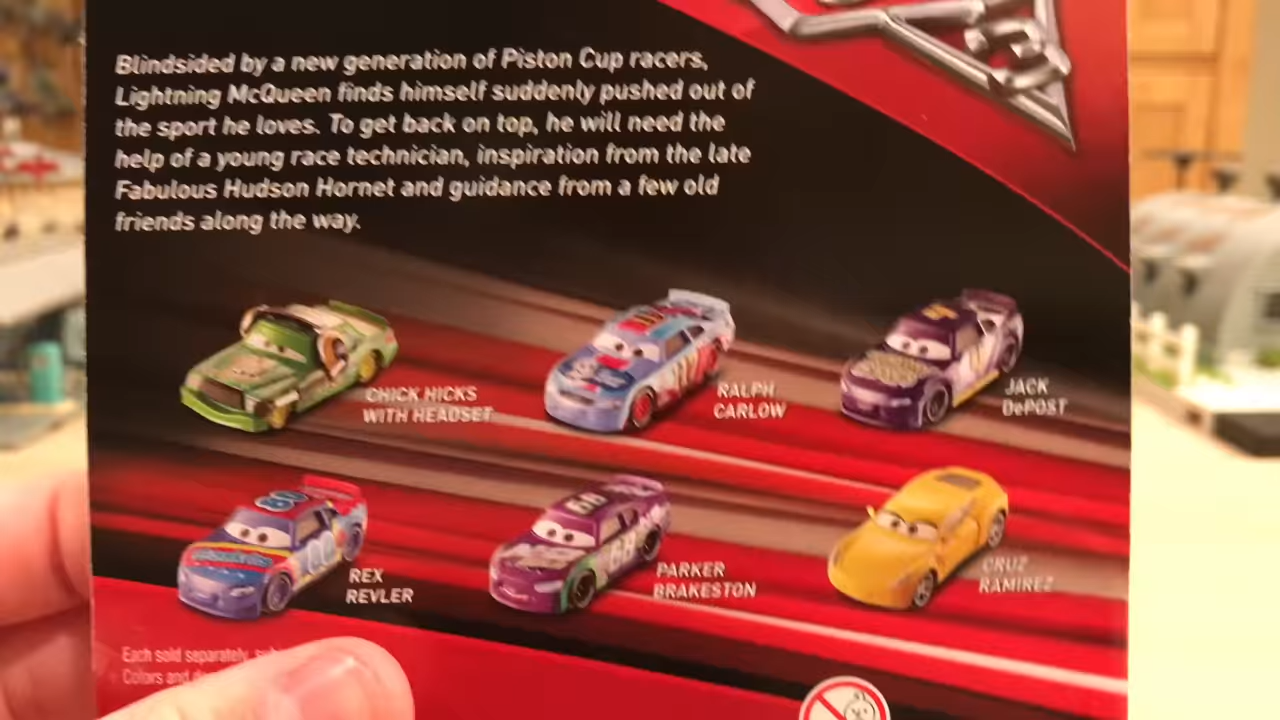 Blindsided by a new generation of Piston Cup racers,
Lightning McQueen finds himself suddenly pushed out of
the sport he loves. To get back on top, he will need the
help of a young race technician, inspiration from the late
Fabulous Hudson Hornet and guidance from a few old
friends along the way.
CHICK HICKS
WITH HEADSET
RALPH
CARLOW
JACK
DePOST
REX
REVLER
PARKER
BRAKESTON
CRUZ
RAMIREZ
68
68
Each sold separately,
Colors and